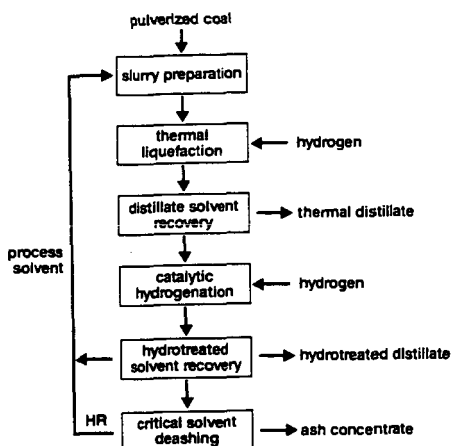 pulverized coal
slurry preparation
thermal
liquefaction
hydrogen
distillate solvent
recovery
thermal distillate
process
solvent
catalytic
hydrogenation
hydrogen
hydrotreated
solvent recovery
hydrotreated distillate
HR
critical solvent
deashing
ash concentrate